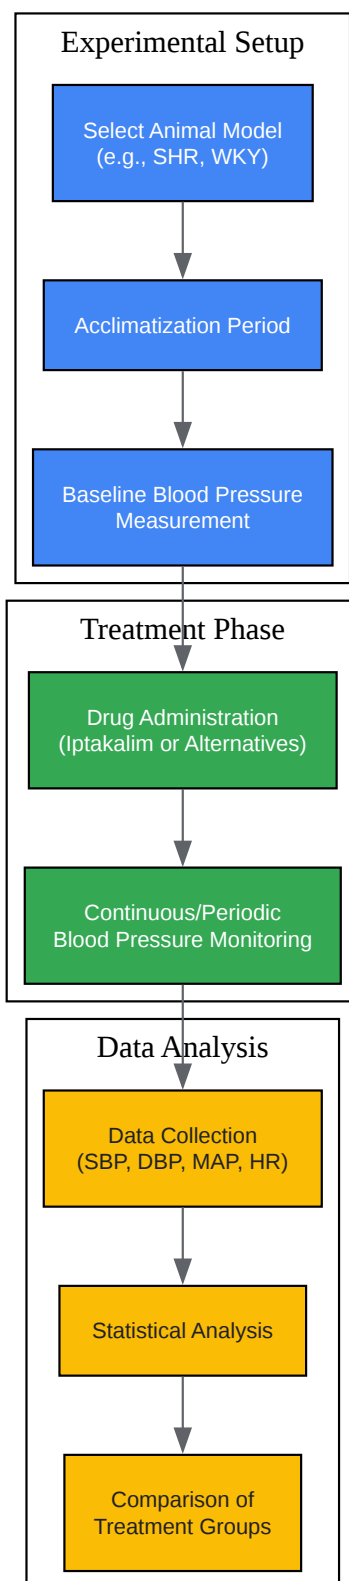 Experimental Setup
Select Animal Model
(e.g., SHR, WKY)
Acclimatization Period
Baseline Blood Pressure
Measurement
Treatment Phase
Drug Administration
(Iptakalim or Alternatives)
Continuous/Periodic
Blood Pressure Monitoring
Data Analysis
Data Collection
(SBP, DBP, MAP, HR)
Statistical Analysis
Comparison of
Treatment Groups